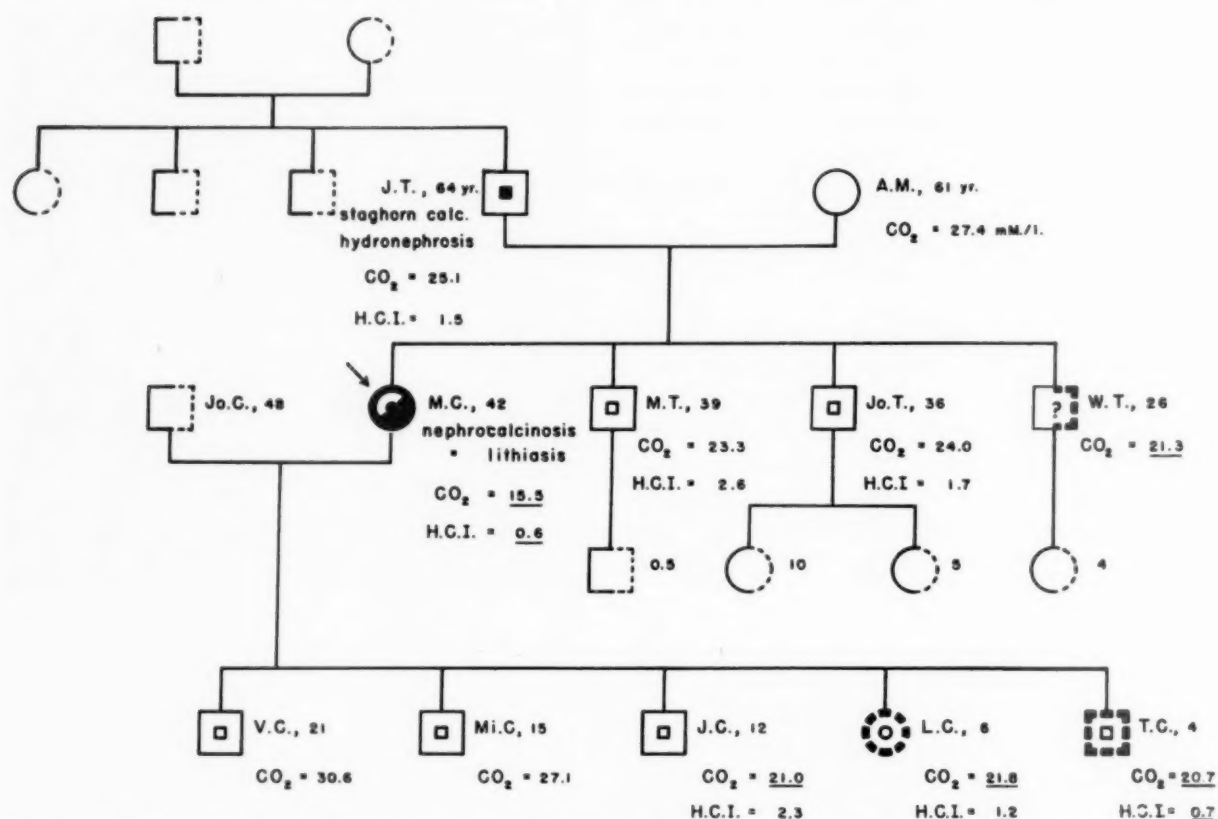 J.T., 64 yr.
staghorn calc.
hydronephrosis
CO₂ = 25.1
H.C.I. = 1.5
A.M., 61 yr.
CO₂ = 27.4 mM./l.
Jo.C., 48
M.C., 42
nephrocalcinosis
" lithiasis
CO₂ = 15.5
H.C.I. = 0.6
M.T., 39
CO₂ = 23.3
H.C.I. = 2.6
Jo.T., 36
CO₂ = 24.0
H.C.I = 1.7
?
W.T., 26
CO₂ = 21.3
0.5
10
5
4
V.C., 21
CO₂ = 30.6
Mi.C, 15
CO₂ = 27.1
J.C., 12
CO₂ = 21.0
H.C.I. = 2.3
L.C., 6
CO₂ = 21.8
H.C.I. = 1.2
T.C., 4
CO₂ = 20.7
H.C.I. = 0.7